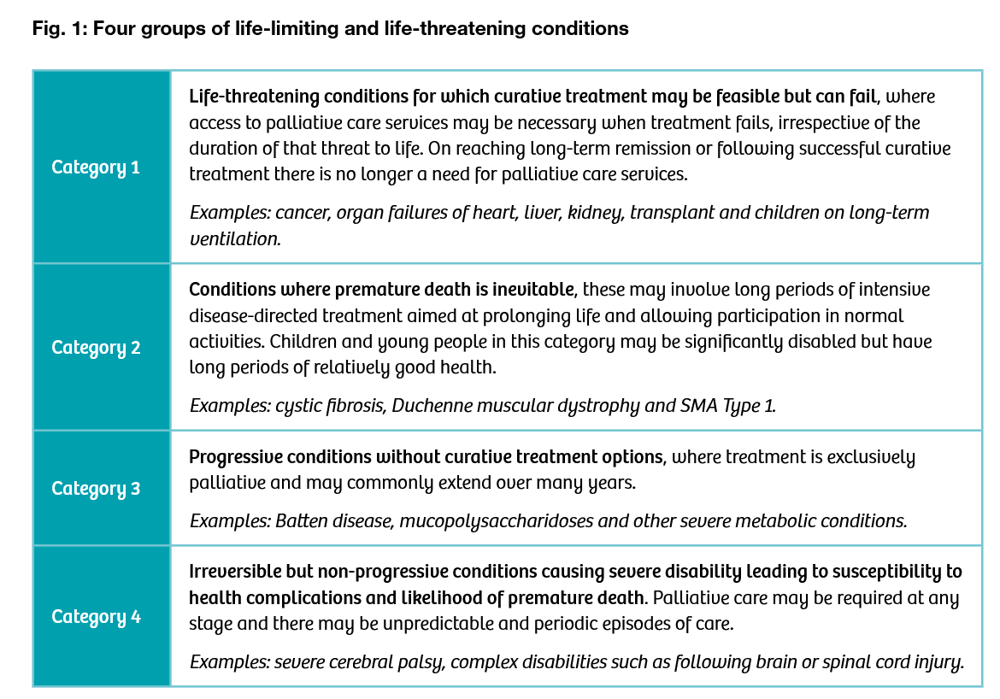 Fig. 1: Four groups of life-limiting and life-threatening conditions
Category 1
Life-threatening conditions for which curative treatment may be feasible but can fail, where
access to palliative care services may be necessary when treatment fails, irrespective of the
duration of that threat to life. On reaching long-term remission or following successful curative
treatment there is no longer a need for palliative care services.
Examples: cancer, organ failures of heart, liver, kidney, transplant and children on long-term
ventilation.
Category 2
Conditions where premature death is inevitable, these may involve long periods of intensive
disease-directed treatment aimed at prolonging life and allowing participation in normal
activities. Children and young people in this category may be significantly disabled but have
long periods of relatively good health.
Examples: cystic fibrosis, Duchenne muscular dystrophy and SMA Type 1.
Category 3
Progressive conditions without curative treatment options, where treatment is exclusively
palliative and may commonly extend over many years.
Examples: Batten disease, mucopolysaccharidoses and other severe metabolic conditions.
Category 4
Irreversible but non-progressive conditions causing severe disability leading to susceptibility to
health complications and likelihood of premature death. Palliative care may be required at any
stage and there may be unpredictable and periodic episodes of care.
Examples: severe cerebral palsy, complex disabilities such as following brain or spinal cord injury.